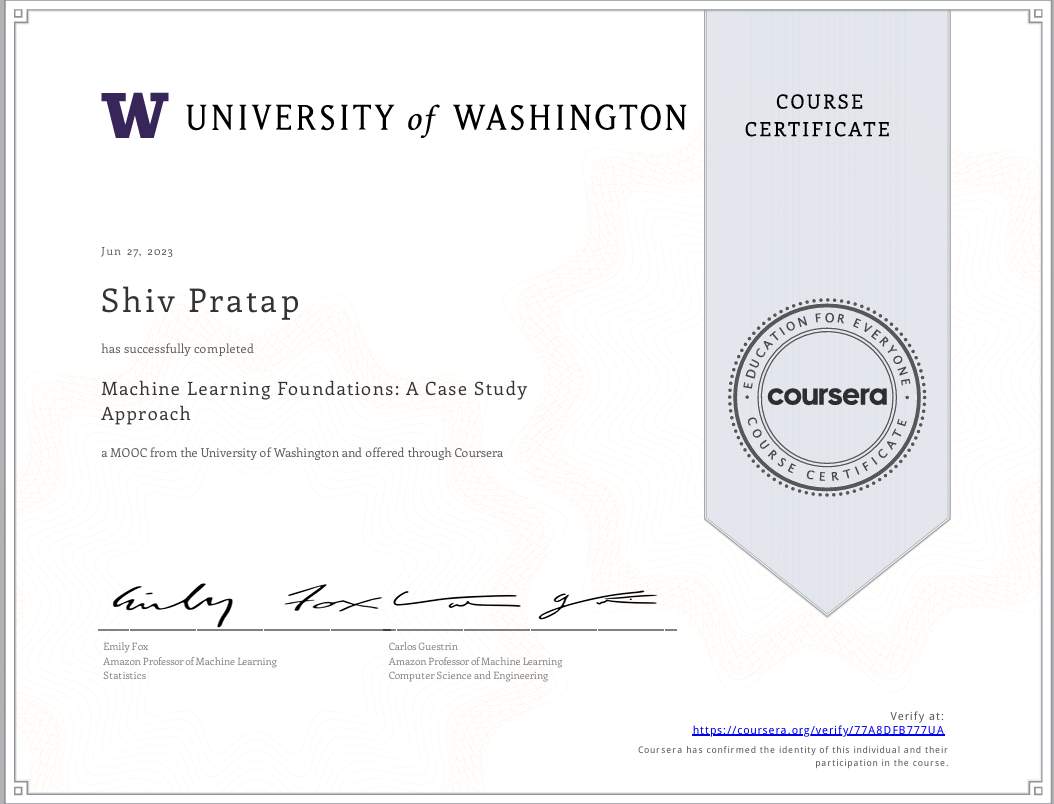 W UNIVERSITY of WASHINGTON
COURSE
CERTIFICATE
Jun 27, 2023
Shiv Pratap
has successfully completed
Machine Learning Foundations: A Case Study
Approach
a MOOC from the University of Washington and offered through Coursera
EDUCATION FOR EVERYONE
coursera
COURSE CERTIFICATE
Emily Fox
Carlos Guestrin
Emily Fox
Amazon Professor of Machine Learning
Statistics
Carlos Guestrin
Amazon Professor of Machine Learning
Computer Science and Engineering
Verify at:
https://coursera.org/verify/77A8DFB777UA
Coursera has confirmed the identity of this individual and their
participation in the course.